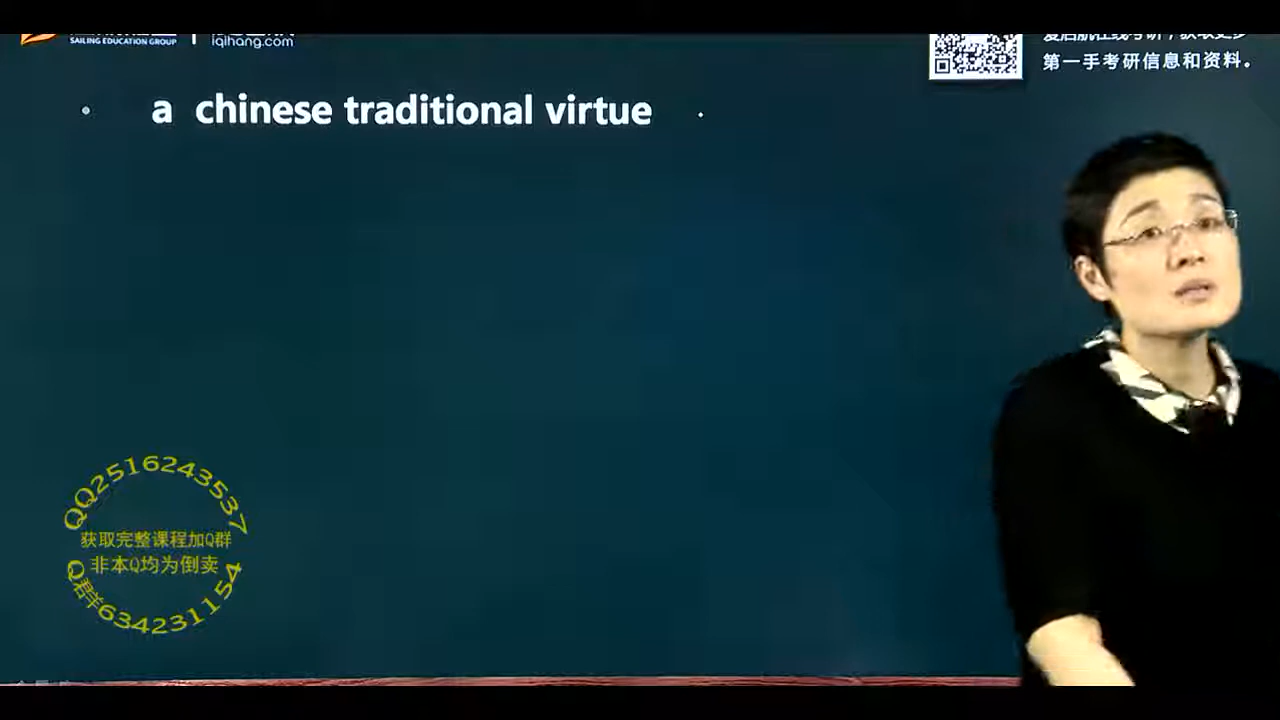 SAILING EDUCATION GROUP
iqihang.com
第一手考研信息和资料。
a chinese traditional virtue
QQ2516243537
获取完整课程加Q群
非本Q均为倒卖
Q群634231154